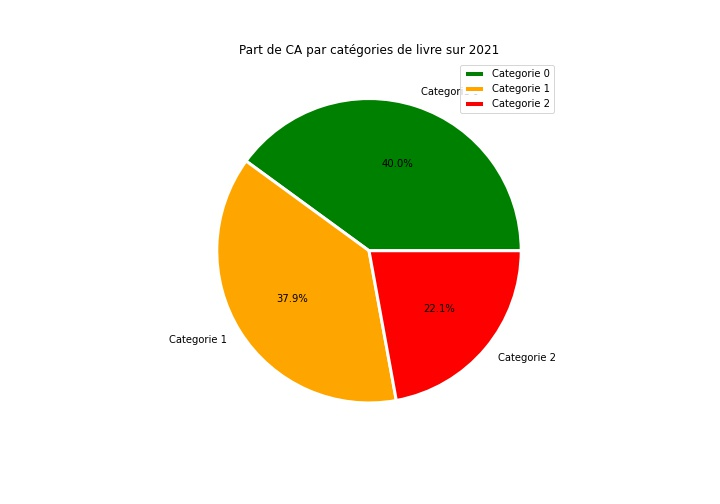 Part de CA par catégories de livre sur 2021
Categorie 0
Categorie 1
Categorie 2
40.0%
37.9%
22.1%
Categorie 1
Categorie 2